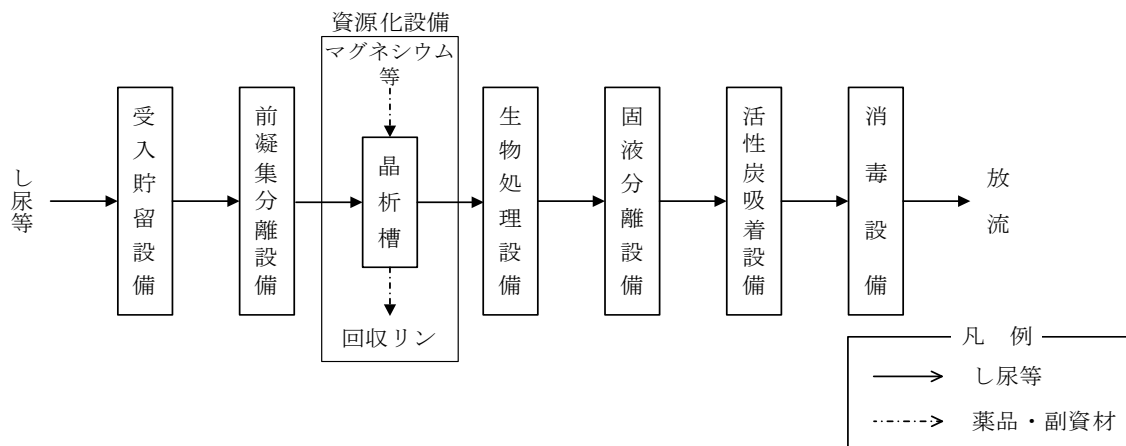 資源化設備
マグネシウム
等
し尿等
受入貯留設備
前凝集分離設備
晶析槽
回収リン
生物処理設備
固液分離設備
活性炭吸着設備
消毒設備
放流
凡 例
し尿等
薬品・副資材